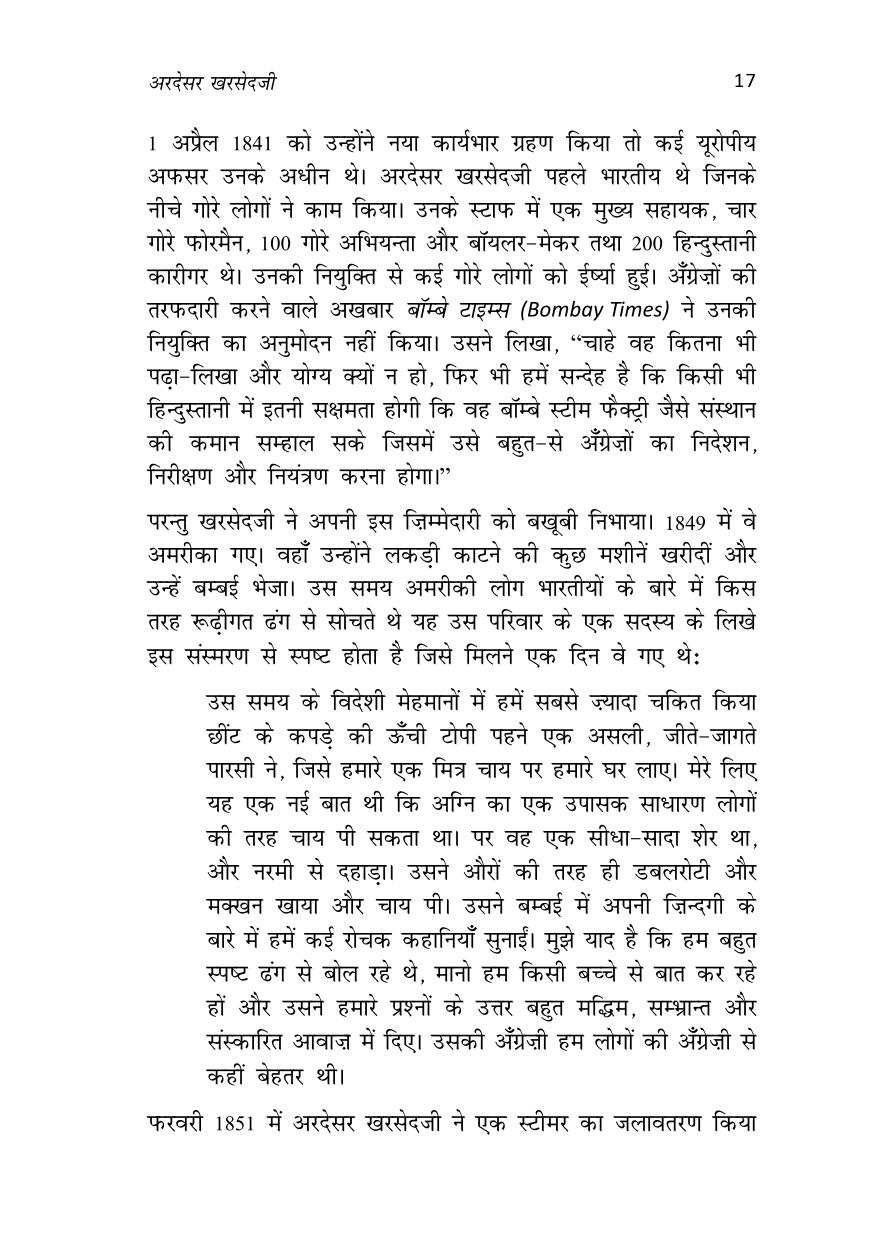 अरदेसर खरसेदजी 17
1 अप्रैल 1841 को उन्होंने नया कार्यभार ग्रहण किया तो कई यूरोपीय
अफसर उनके अधीन थे। अरदेसर खरसेदजी पहले भारतीय थे जिनके
नीचे गोरे लोगों ने काम किया। उनके स्टाफ में एक मुख्य सहायक, चार
गोरे फोरमैन, 100 गोरे अभियन्ता और बॉयलर-मेकर तथा 200 हिन्दुस्तानी
कारीगर थे। उनकी नियुक्ति से कई गोरे लोगों को ईर्ष्या हुई। अँग्रेज़ों की
तरफदारी करने वाले अखबार बॉम्बे टाइम्स (Bombay Times) ने उनकी
नियुक्ति का अनुमोदन नहीं किया। उसने लिखा, “चाहे वह कितना भी
पढ़ा-लिखा और योग्य क्यों न हो, फिर भी हमें सन्देह है कि किसी भी
हिन्दुस्तानी में इतनी सक्षमता होगी कि वह बॉम्बे स्टीम फैक्ट्री जैसे संस्थान
की कमान सम्हाल सके जिसमें उसे बहुत-से अँग्रेज़ों का निदेशन,
निरीक्षण और नियंत्रण करना होगा।”
परन्तु खरसेदजी ने अपनी इस ज़िम्मेदारी को बखूबी निभाया। 1849 में वे
अमरीका गए। वहाँ उन्होंने लकड़ी काटने की कुछ मशीनें खरीदीं और
उन्हें बम्बई भेजा। उस समय अमरीकी लोग भारतीयों के बारे में किस
तरह रूढ़ीगत ढंग से सोचते थे यह उस परिवार के एक सदस्य के लिखे
इस संस्मरण से स्पष्ट होता है जिसे मिलने एक दिन वे गए थे:
उस समय के विदेशी मेहमानों में हमें सबसे ज़्यादा चकित किया
छींट के कपड़े की ऊँची टोपी पहने एक असली, जीते-जागते
पारसी ने, जिसे हमारे एक मित्र चाय पर हमारे घर लाए। मेरे लिए
यह एक नई बात थी कि अग्नि का एक उपासक साधारण लोगों
की तरह चाय पी सकता था। पर वह एक सीधा-सादा शेर था,
और नरमी से दहाड़ा। उसने औरों की तरह ही डबलरोटी और
मक्खन खाया और चाय पी। उसने बम्बई में अपनी ज़िन्दगी के
बारे में हमें कई रोचक कहानियाँ सुनाईं। मुझे याद है कि हम बहुत
स्पष्ट ढंग से बोल रहे थे, मानो हम किसी बच्चे से बात कर रहे
हों और उसने हमारे प्रश्नों के उत्तर बहुत मद्धिम, सम्भ्रान्त और
संस्कारित आवाज़ में दिए। उसकी अँग्रेज़ी हम लोगों की अँग्रेज़ी से
कहीं बेहतर थी।
फरवरी 1851 में अरदेसर खरसेदजी ने एक स्टीमर का जलावतरण किया